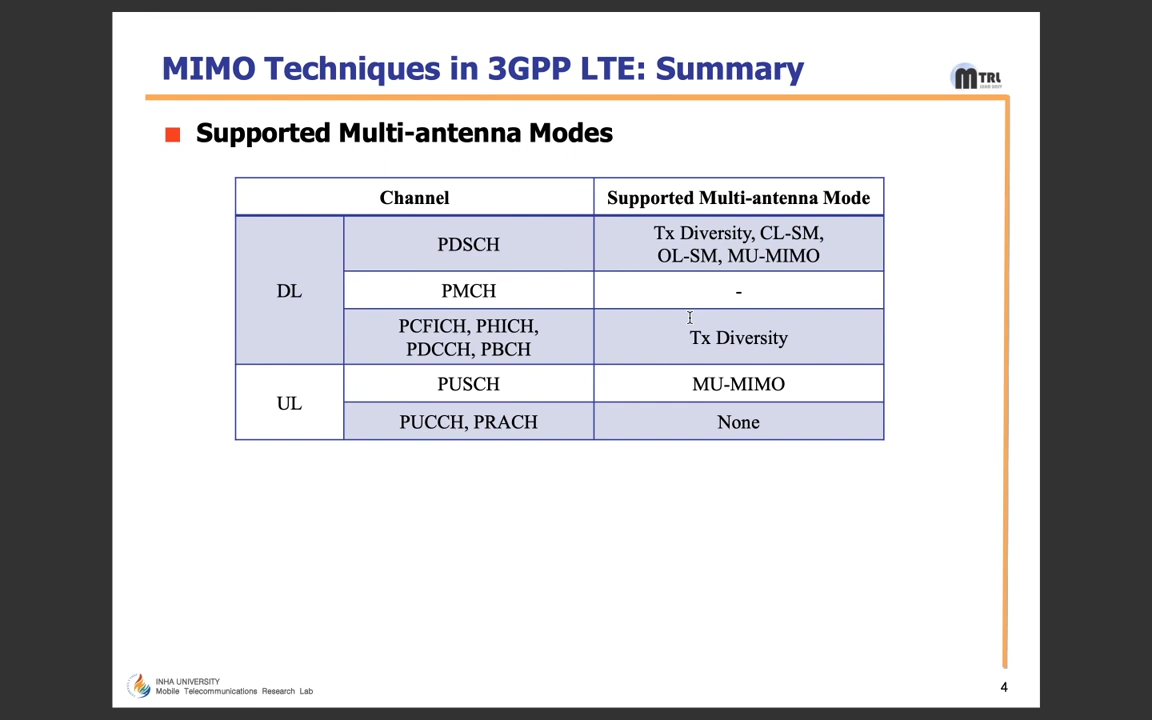 MIMO Techniques in 3GPP LTE: Summary
MTRL
Supported Multi-antenna Modes
Channel
Supported Multi-antenna Mode
DL
PDSCH
Tx Diversity, CL-SM,
OL-SM, MU-MIMO
PMCH
-
PCFICH, PHICH,
PDCCH, PBCH
Tx Diversity
UL
PUSCH
MU-MIMO
PUCCH, PRACH
None
INHA UNIVERSITY
Mobile Telecommunications Research Lab
4